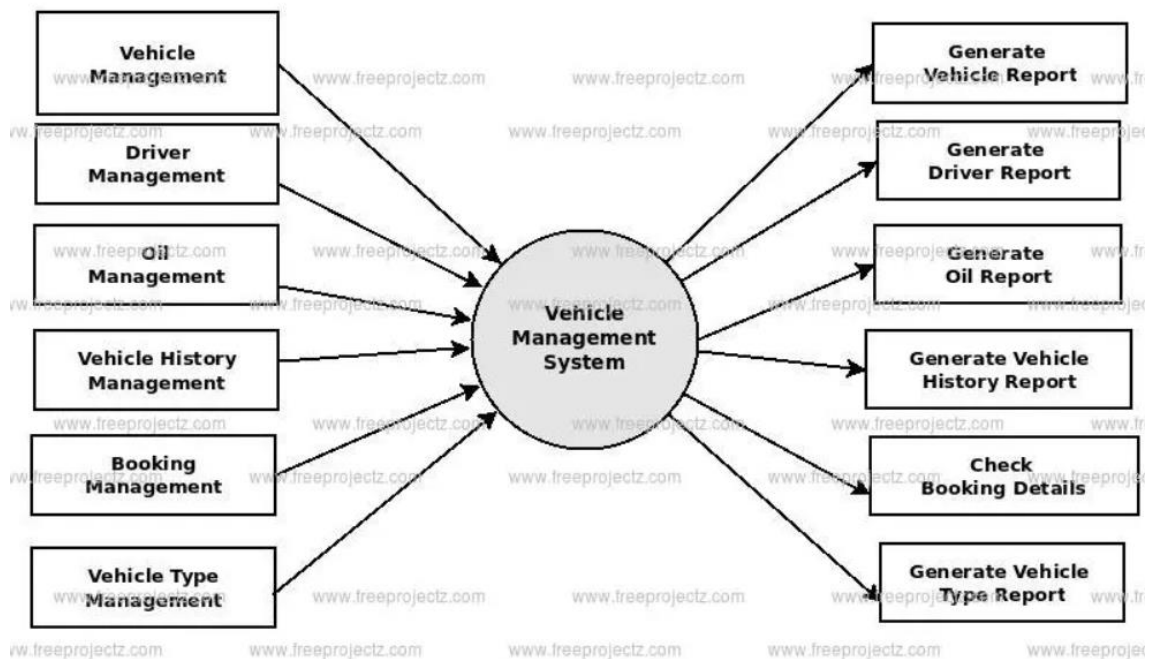 Vehicle
Management
Driver
Management
Oil
Management
Vehicle History
Management
Booking
Management
Vehicle Type
Management
Vehicle
Management
System
Generate
Vehicle Report
Generate
Driver Report
Generate
Oil Report
Generate Vehicle
History Report
Check
Booking Details
Generate Vehicle
Type Report
www.freeprojectz.com